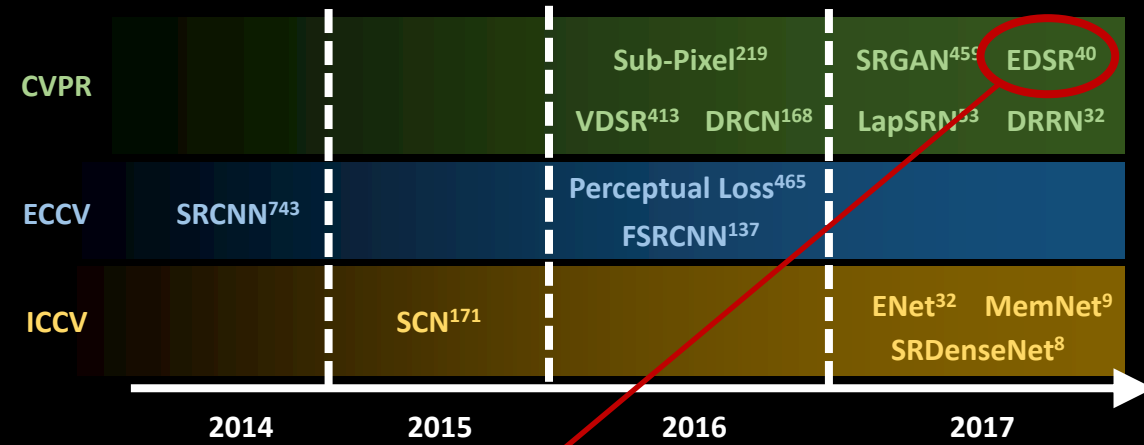 CVPR
Sub-Pixel219 SRGAN459 EDSR40
VDSR413 DRCN168 LapSRN53 DRRN32
ECCV
SRCNN743
Perceptual Loss465
FSRCNN137
ICCV
SCN171
ENet32 MemNet9
SRDenseNet8
2014 2015 2016 2017